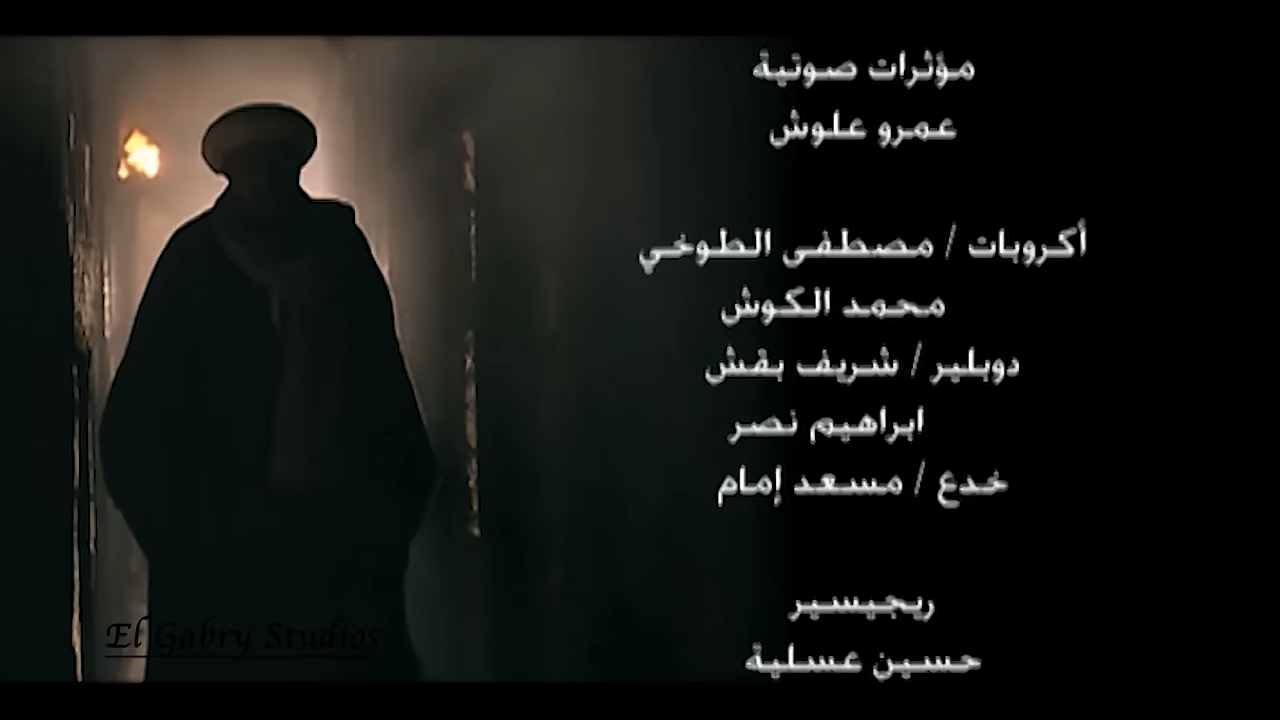 مؤثرات صوتية
عمرو علوش
أكروبات / مصطفى الطوخي
محمد الكوش
دوبلير / شريف بقش
ابراهيم نصر
خدع / مسعد إمام
ريجيسير
حسين عسلية
El Gabry Studios